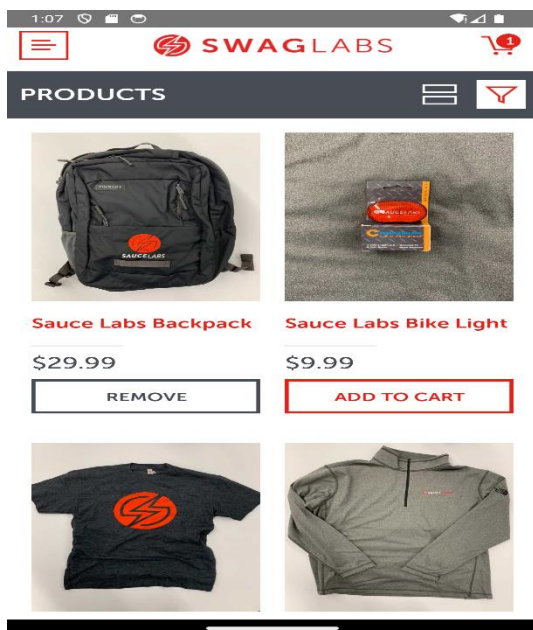 1:07
SWAGLABS
1
PRODUCTS
SAUCELABS
SAUCELABS
Sauce Labs Backpack
Sauce Labs Bike Light
$29.99
$9.99
REMOVE
ADD TO CART